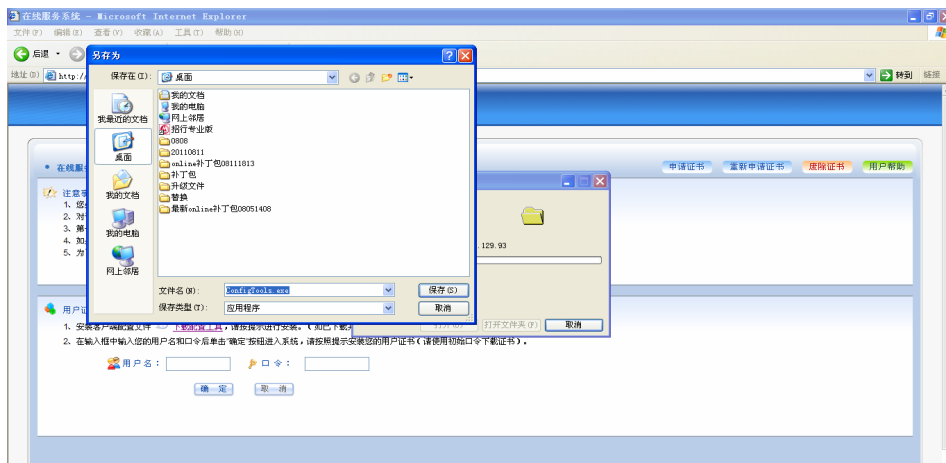 在线服务系统 - Microsoft Internet Explorer
文件(F) 编辑(E) 查看(V) 收藏(A) 工具(T) 帮助(H)
后退
地址(D) http:// 转到 链接
另存为
保存在(I): 桌面
我最近的文档
桌面
我的文档
我的电脑
网上邻居
我的文档
我的电脑
网上邻居
招行专业版
0808
20110811
online补丁包08111813
补丁包
升级文件
替换
最新online补丁包08051408
文件名(N): ConfigTools.exe 保存(S)
保存类型(T): 应用程序 取消
在线服
申请证书 重新申请证书 废除证书 用户帮助
注意事
1、您
2、对
3、第
4、如
5、为
.129.93
打开文件夹(F) 取消
用户证
1、安装客户端配置文件 下载配置工具，请按提示进行安装。(如已下载
2、在输入框中输入您的用户名和口令后单击"确定"按钮进入系统，请按照提示安装您的用户证书(请使用初始口令下载证书)。
用户名： 口令：
确 定 取 消